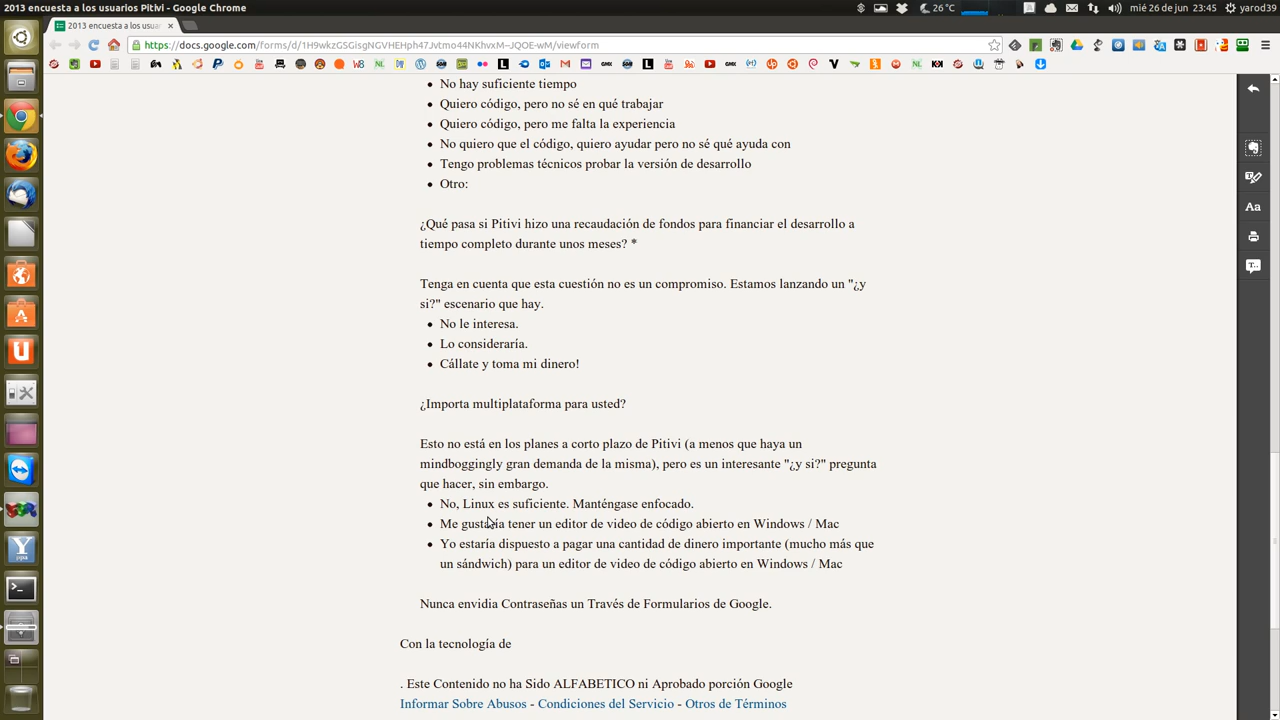 2013 encuesta a los usuarios Pitivi - Google Chrome
26°C
mié 26 de jun 23:45
yarod39
2013 encuesta a los usua
https://docs.google.com/forms/d/1H9wkzGSGisgNGVHEHph47Jvtmo44NKhvxM-JQOE-wM/viewform
No hay suficiente tiempo
Quiero código, pero no sé en qué trabajar
Quiero código, pero me falta la experiencia
No quiero que el código, quiero ayudar pero no sé qué ayuda con
Tengo problemas técnicos probar la versión de desarrollo
Otro:
¿Qué pasa si Pitivi hizo una recaudación de fondos para financiar el desarrollo a
tiempo completo durante unos meses? *
Tenga en cuenta que esta cuestión no es un compromiso. Estamos lanzando un "¿y
si?" escenario que hay.
No le interesa.
Lo consideraría.
Cállate y toma mi dinero!
¿Importa multiplataforma para usted?
Esto no está en los planes a corto plazo de Pitivi (a menos que haya un
mindboggingly gran demanda de la misma), pero es un interesante "¿y si?" pregunta
que hacer, sin embargo.
No, Linux es suficiente. Manténgase enfocado.
Me gustaría tener un editor de video de código abierto en Windows / Mac
Yo estaría dispuesto a pagar una cantidad de dinero importante (mucho más que
un sándwich) para un editor de video de código abierto en Windows / Mac
Nunca envidia Contraseñas un Través de Formularios de Google.
Con la tecnología de
. Este Contenido no ha Sido ALFABETICO ni Aprobado porción Google
Informar Sobre Abusos - Condiciones del Servicio - Otros de Términos
Aa